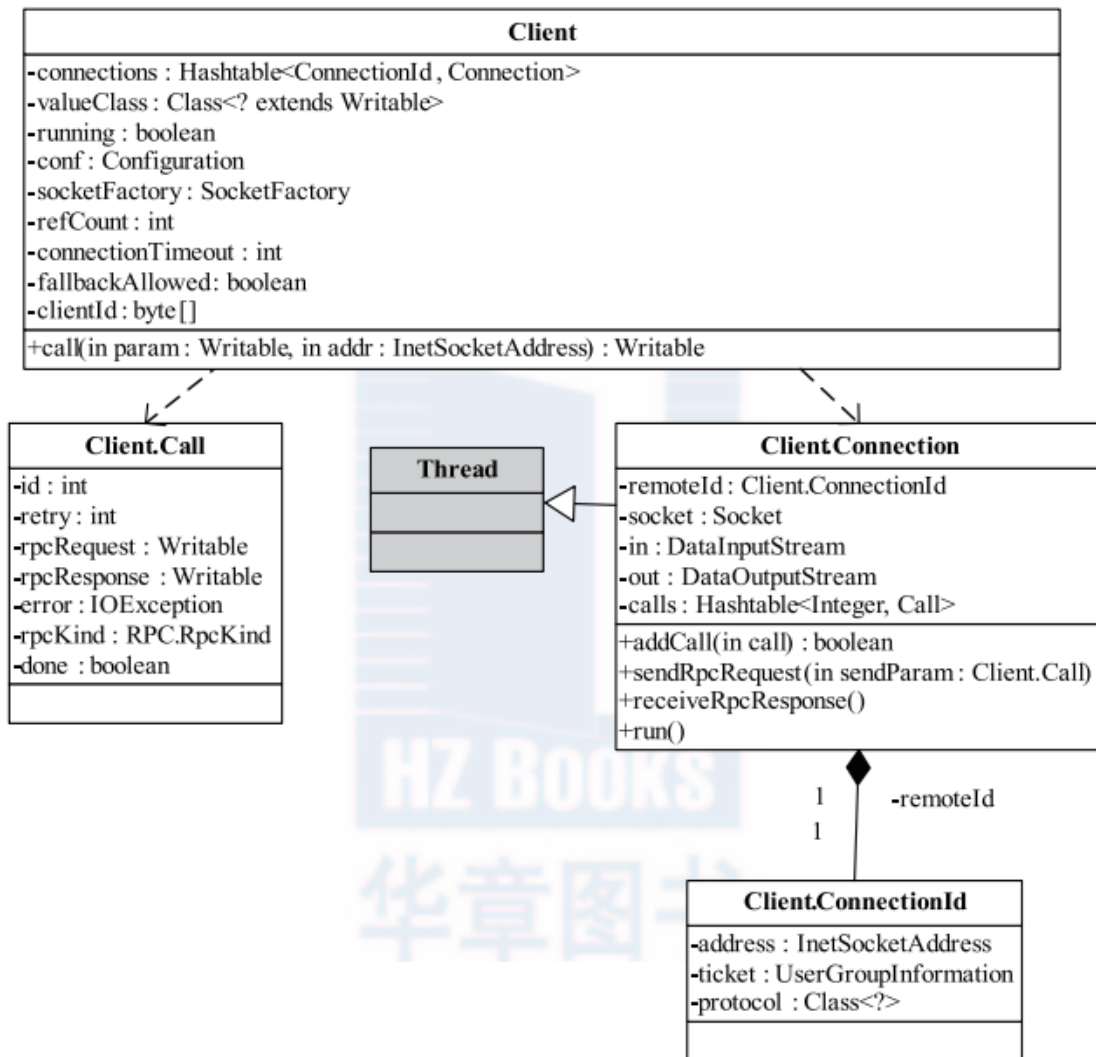 Client
-connections : Hashtable<ConnectionId, Connection>
-valueClass : Class<? extends Writable>
-running : boolean
-conf : Configuration
-socketFactory : SocketFactory
-refCount : int
-connectionTimeout : int
-fallbackAllowed: boolean
-clientId : byte[]
+call(in param : Writable, in addr : InetSocketAddress) : Writable
Client.Call
-id : int
-retry : int
-rpcRequest : Writable
-rpcResponse : Writable
-error : IOException
-rpcKind : RPC.RpcKind
-done : boolean
Thread
Client.Connection
-remoteId : Client.ConnectionId
-socket : Socket
-in : DataInputStream
-out : DataOutputStream
-calls : Hashtable<Integer, Call>
+addCall(in call) : boolean
+sendRpcRequest(in sendParam : Client.Call)
+receiveRpcResponse()
+run()
1 -remoteId
1
Client.ConnectionId
-address : InetSocketAddress
-ticket : UserGroupInformation
-protocol : Class<?>
HZ BOOKS
华章图书